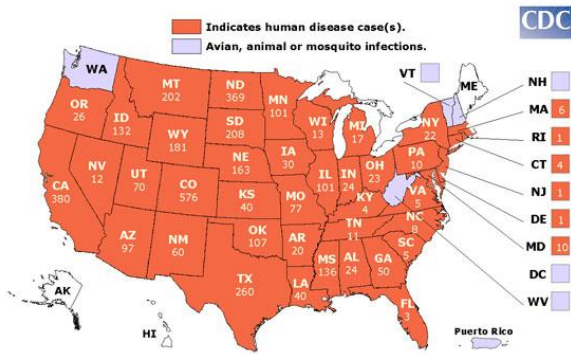 Indicates human disease case(s).
Avian, animal or mosquito infections.
CDC
WA
VT
ME
NH
MT
202
ND
369
MN
101
OR
26
ID
132
WY
181
SD
208
WI
13
MI
17
NY
22
MA 6
RI 1
CT 4
NJ 1
DE 1
MD 10
DC
WV
NV
12
UT
70
CO
576
NE
163
IA
30
IL
101
IN
24
OH
23
PA
10
CA
380
KS
40
MO
77
KY
4
VA
5
AZ
97
NM
60
OK
107
AR
20
TN
11
NC
8
SC
5
TX
260
LA
40
MS
136
AL
24
GA
50
FL
3
AK
HI
Puerto Rico